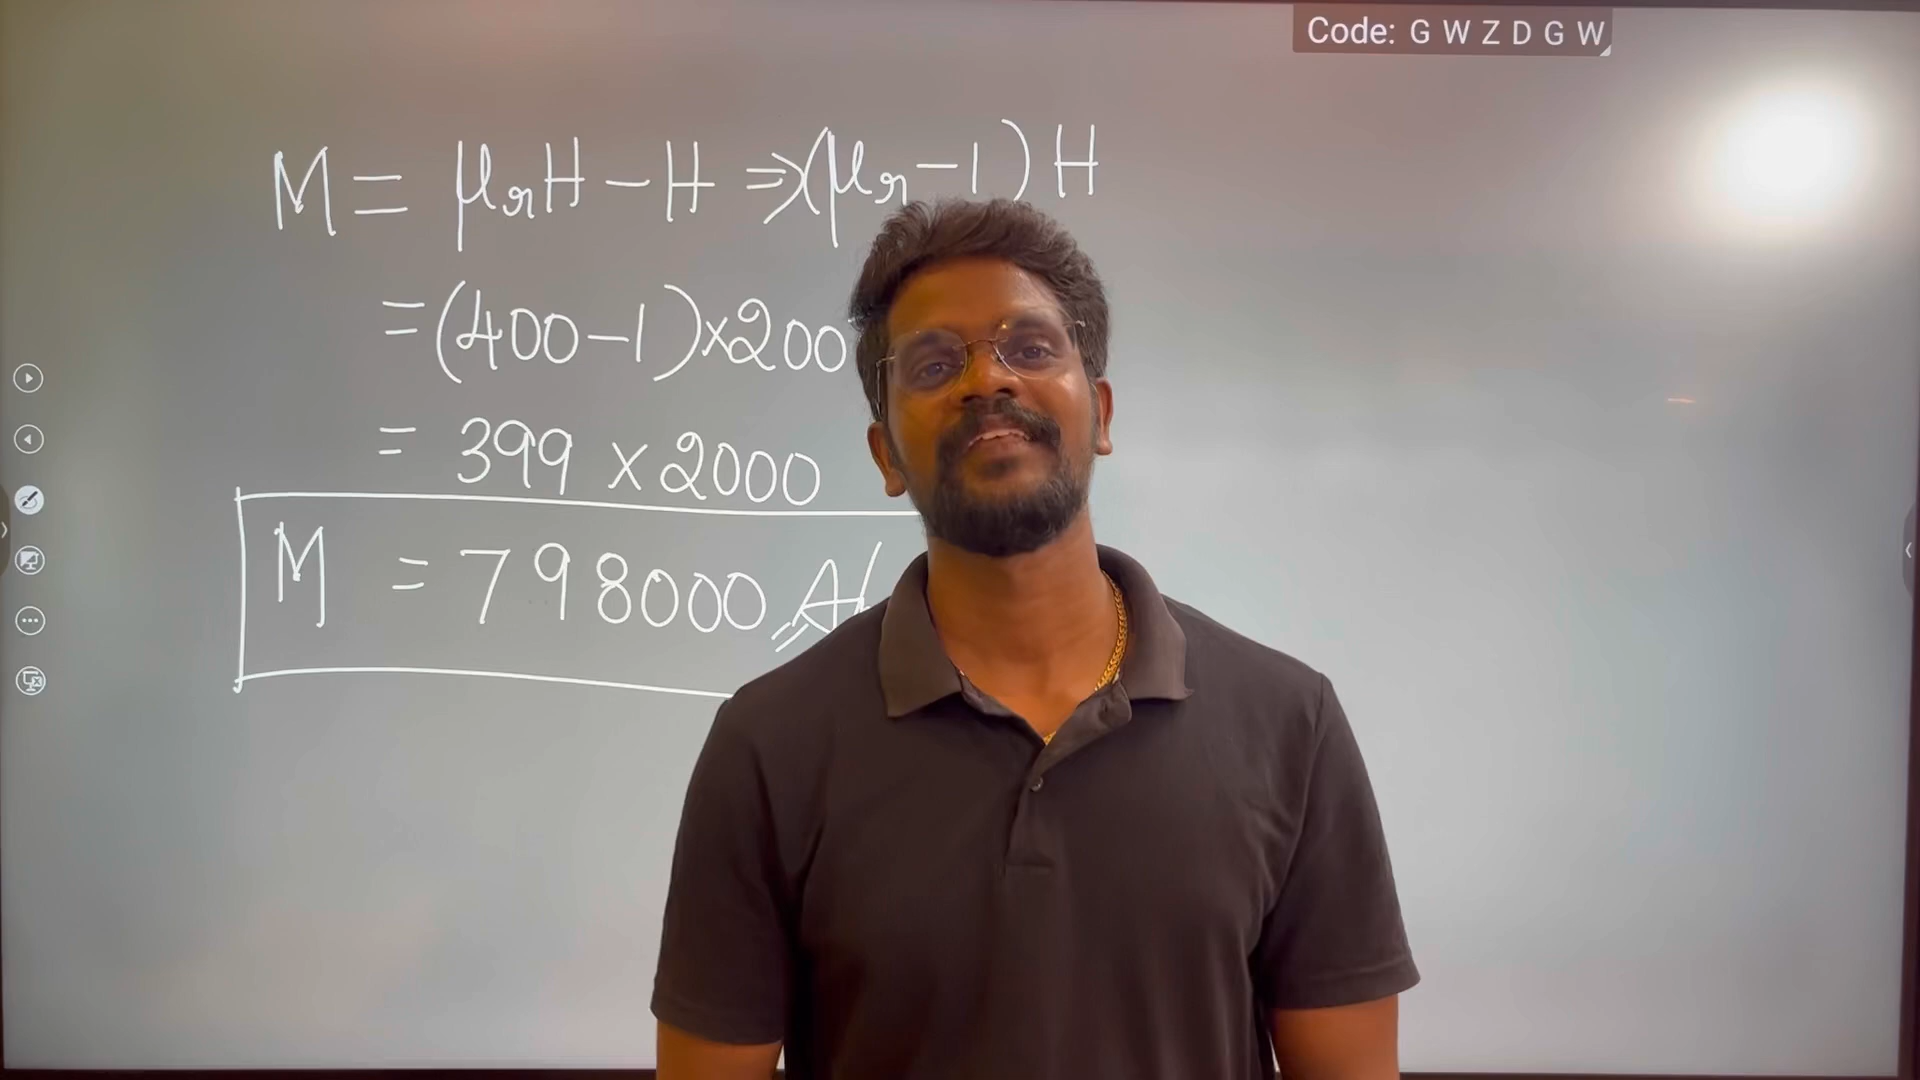 Code: G W Z D G W
M = μrH - H ⇒ (μr - 1) H
= (400 - 1) × 200
= 399 × 2000
M = 798000 A/